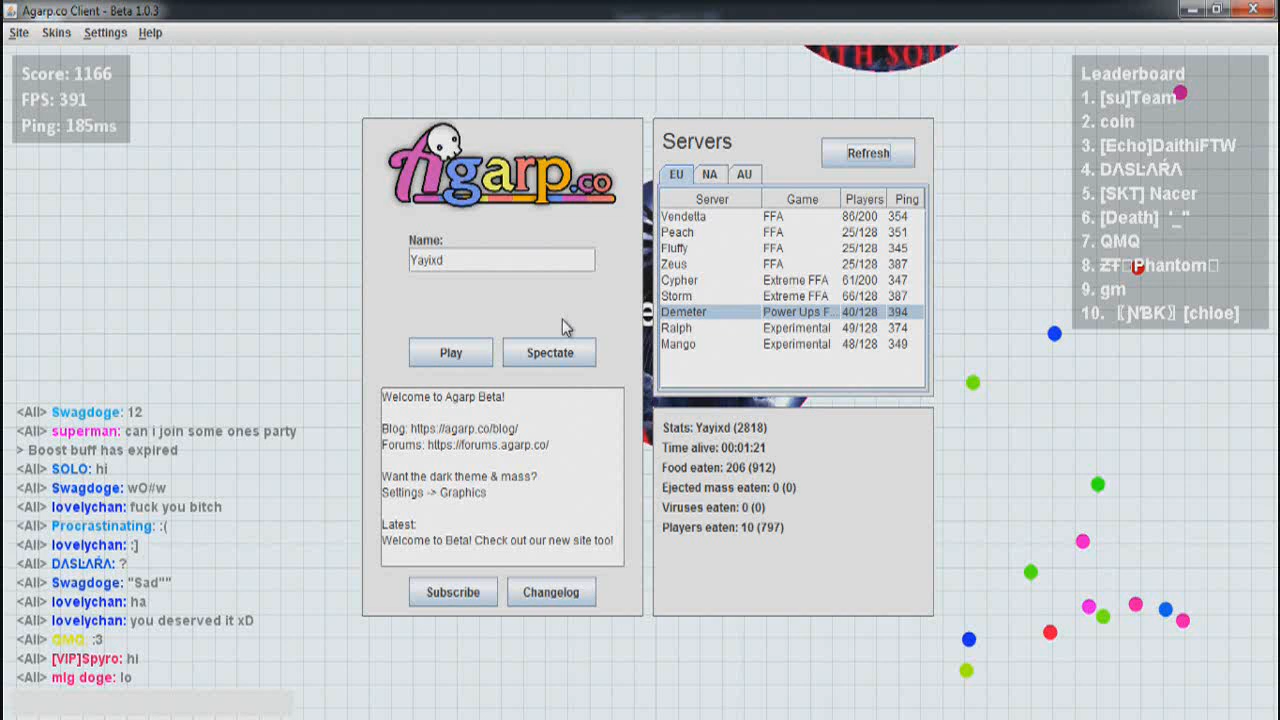 Agarp.co Client - Beta 1.0.3
Site Skins Settings Help
Score: 1166
FPS: 391
Ping: 185ms
Agarp.co
Name:
Yayixd
Play
Spectate
Welcome to Agarp Beta!
Blog: https://agarp.co/blog/
Forums: https://forums.agarp.co/
Want the dark theme & mass?
Settings -> Graphics
Latest:
Welcome to Beta! Check out our new site too!
Subscribe
Changelog
Servers
Refresh
EU NA AU
Server Game Players Ping
Vendetta FFA 86/200 354
Peach FFA 25/128 351
Fluffy FFA 25/128 345
Zeus FFA 25/128 387
Cypher Extreme FFA 61/200 347
Storm Extreme FFA 66/128 387
Demeter Power Ups F... 40/128 394
Ralph Experimental 49/128 374
Mango Experimental 48/128 349
Stats: Yayixd (2818)
Time alive: 00:01:21
Food eaten: 206 (912)
Ejected mass eaten: 0 (0)
Viruses eaten: 0 (0)
Players eaten: 10 (797)
Leaderboard
1. [su]Team
2. coin
3. [Echo]DaithiFTW
4. DΛSĿΛŔΛ
5. [SKT] Nacer
6. [Death] '_"
7. QMQ
8. Phantom
9. gm
10. 〖ƝƁK〗[chloe]
<All> Swagdoge: 12
<All> superman: can i join some ones party
> Boost buff has expired
<All> SOLO: hi
<All> Swagdoge: wO#w
<All> lovelychan: fuck you bitch
<All> Procrastinating: :(
<All> lovelychan: :]
<All> DΛSĿΛŔΛ: ?
<All> Swagdoge: "Sad""
<All> lovelychan: ha
<All> lovelychan: you deserved it xD
<All> QMQ: :3
<All> [VIP]Spyro: hi
<All> mlg doge: lo